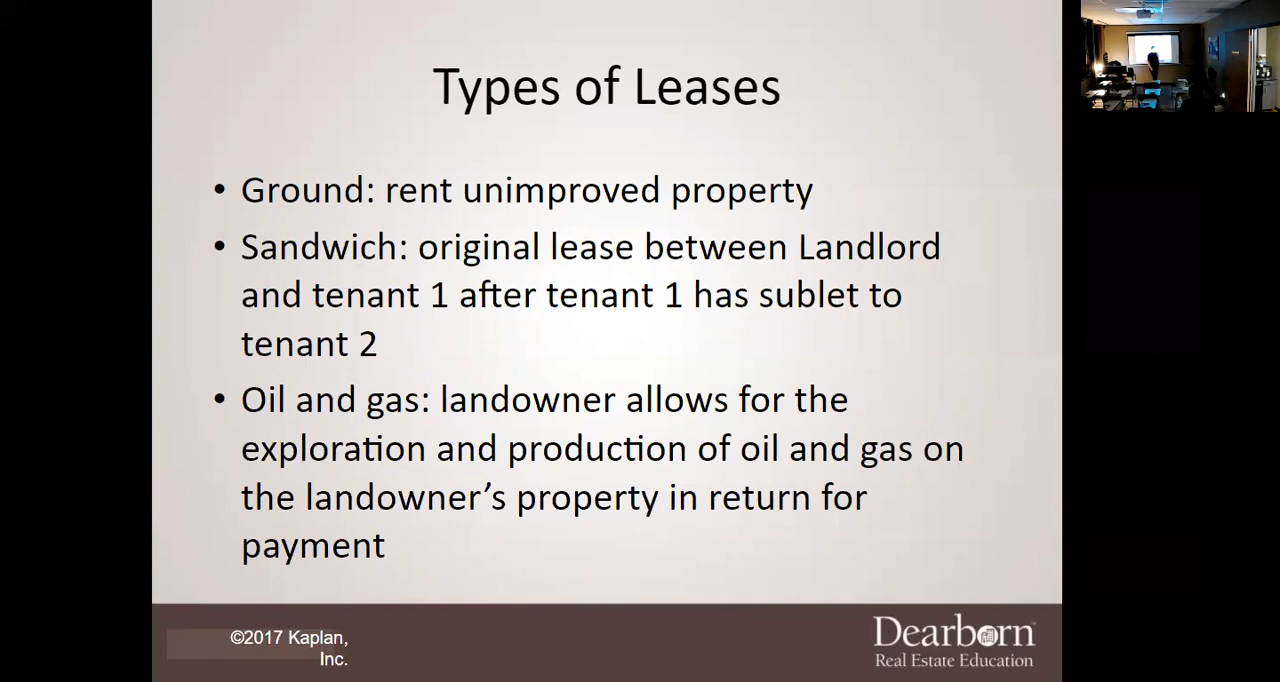 Types of Leases
• Ground: rent unimproved property
• Sandwich: original lease between Landlord
and tenant 1 after tenant 1 has sublet to
tenant 2
• Oil and gas: landowner allows for the
exploration and production of oil and gas on
the landowner’s property in return for
payment
©2017 Kaplan,
Inc.
Dearborn™
Real Estate Education